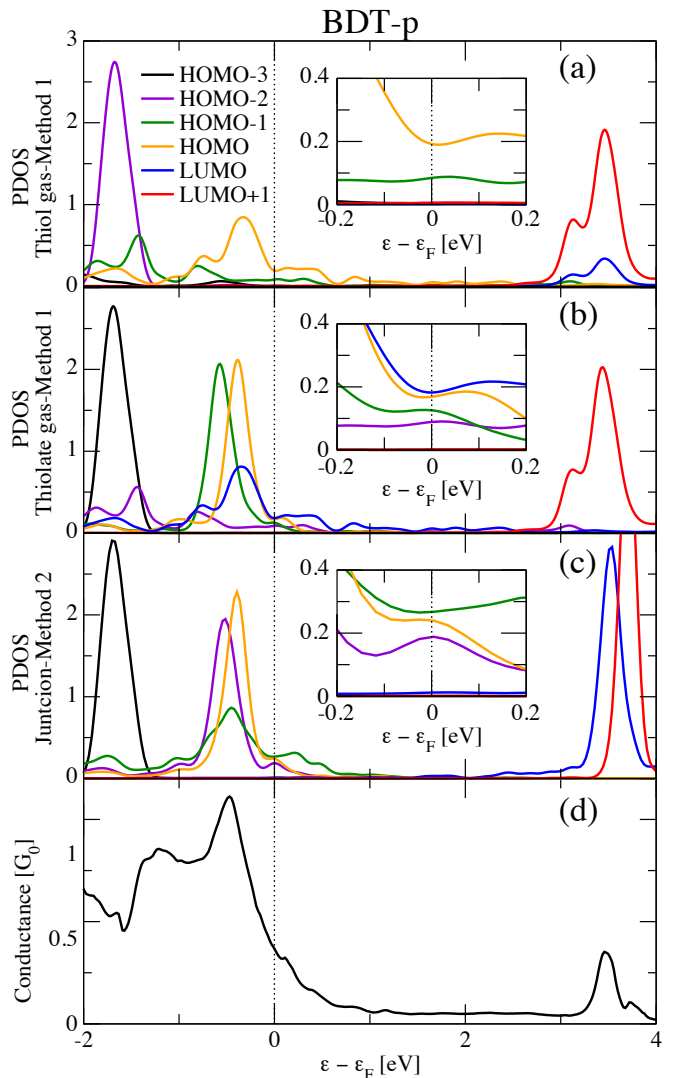 BDT-p
3
2
1
0
PDOS
Thiol gas-Method 1
HOMO-3
HOMO-2
HOMO-1
HOMO
LUMO
LUMO+1
(a)
0.4
0.2
0
-0.2 0 0.2
ε − ε_F [eV]
2
1
0
PDOS
Thiolate gas-Method 1
(b)
0.4
0.2
0
-0.2 0 0.2
ε − ε_F [eV]
2
1
0
PDOS
Juntcion-Method 2
(c)
0.4
0.2
0
-0.2 0 0.2
ε − ε_F [eV]
1
0.5
0
Conductance [G_0]
(d)
-2 0 2 4
ε − ε_F [eV]